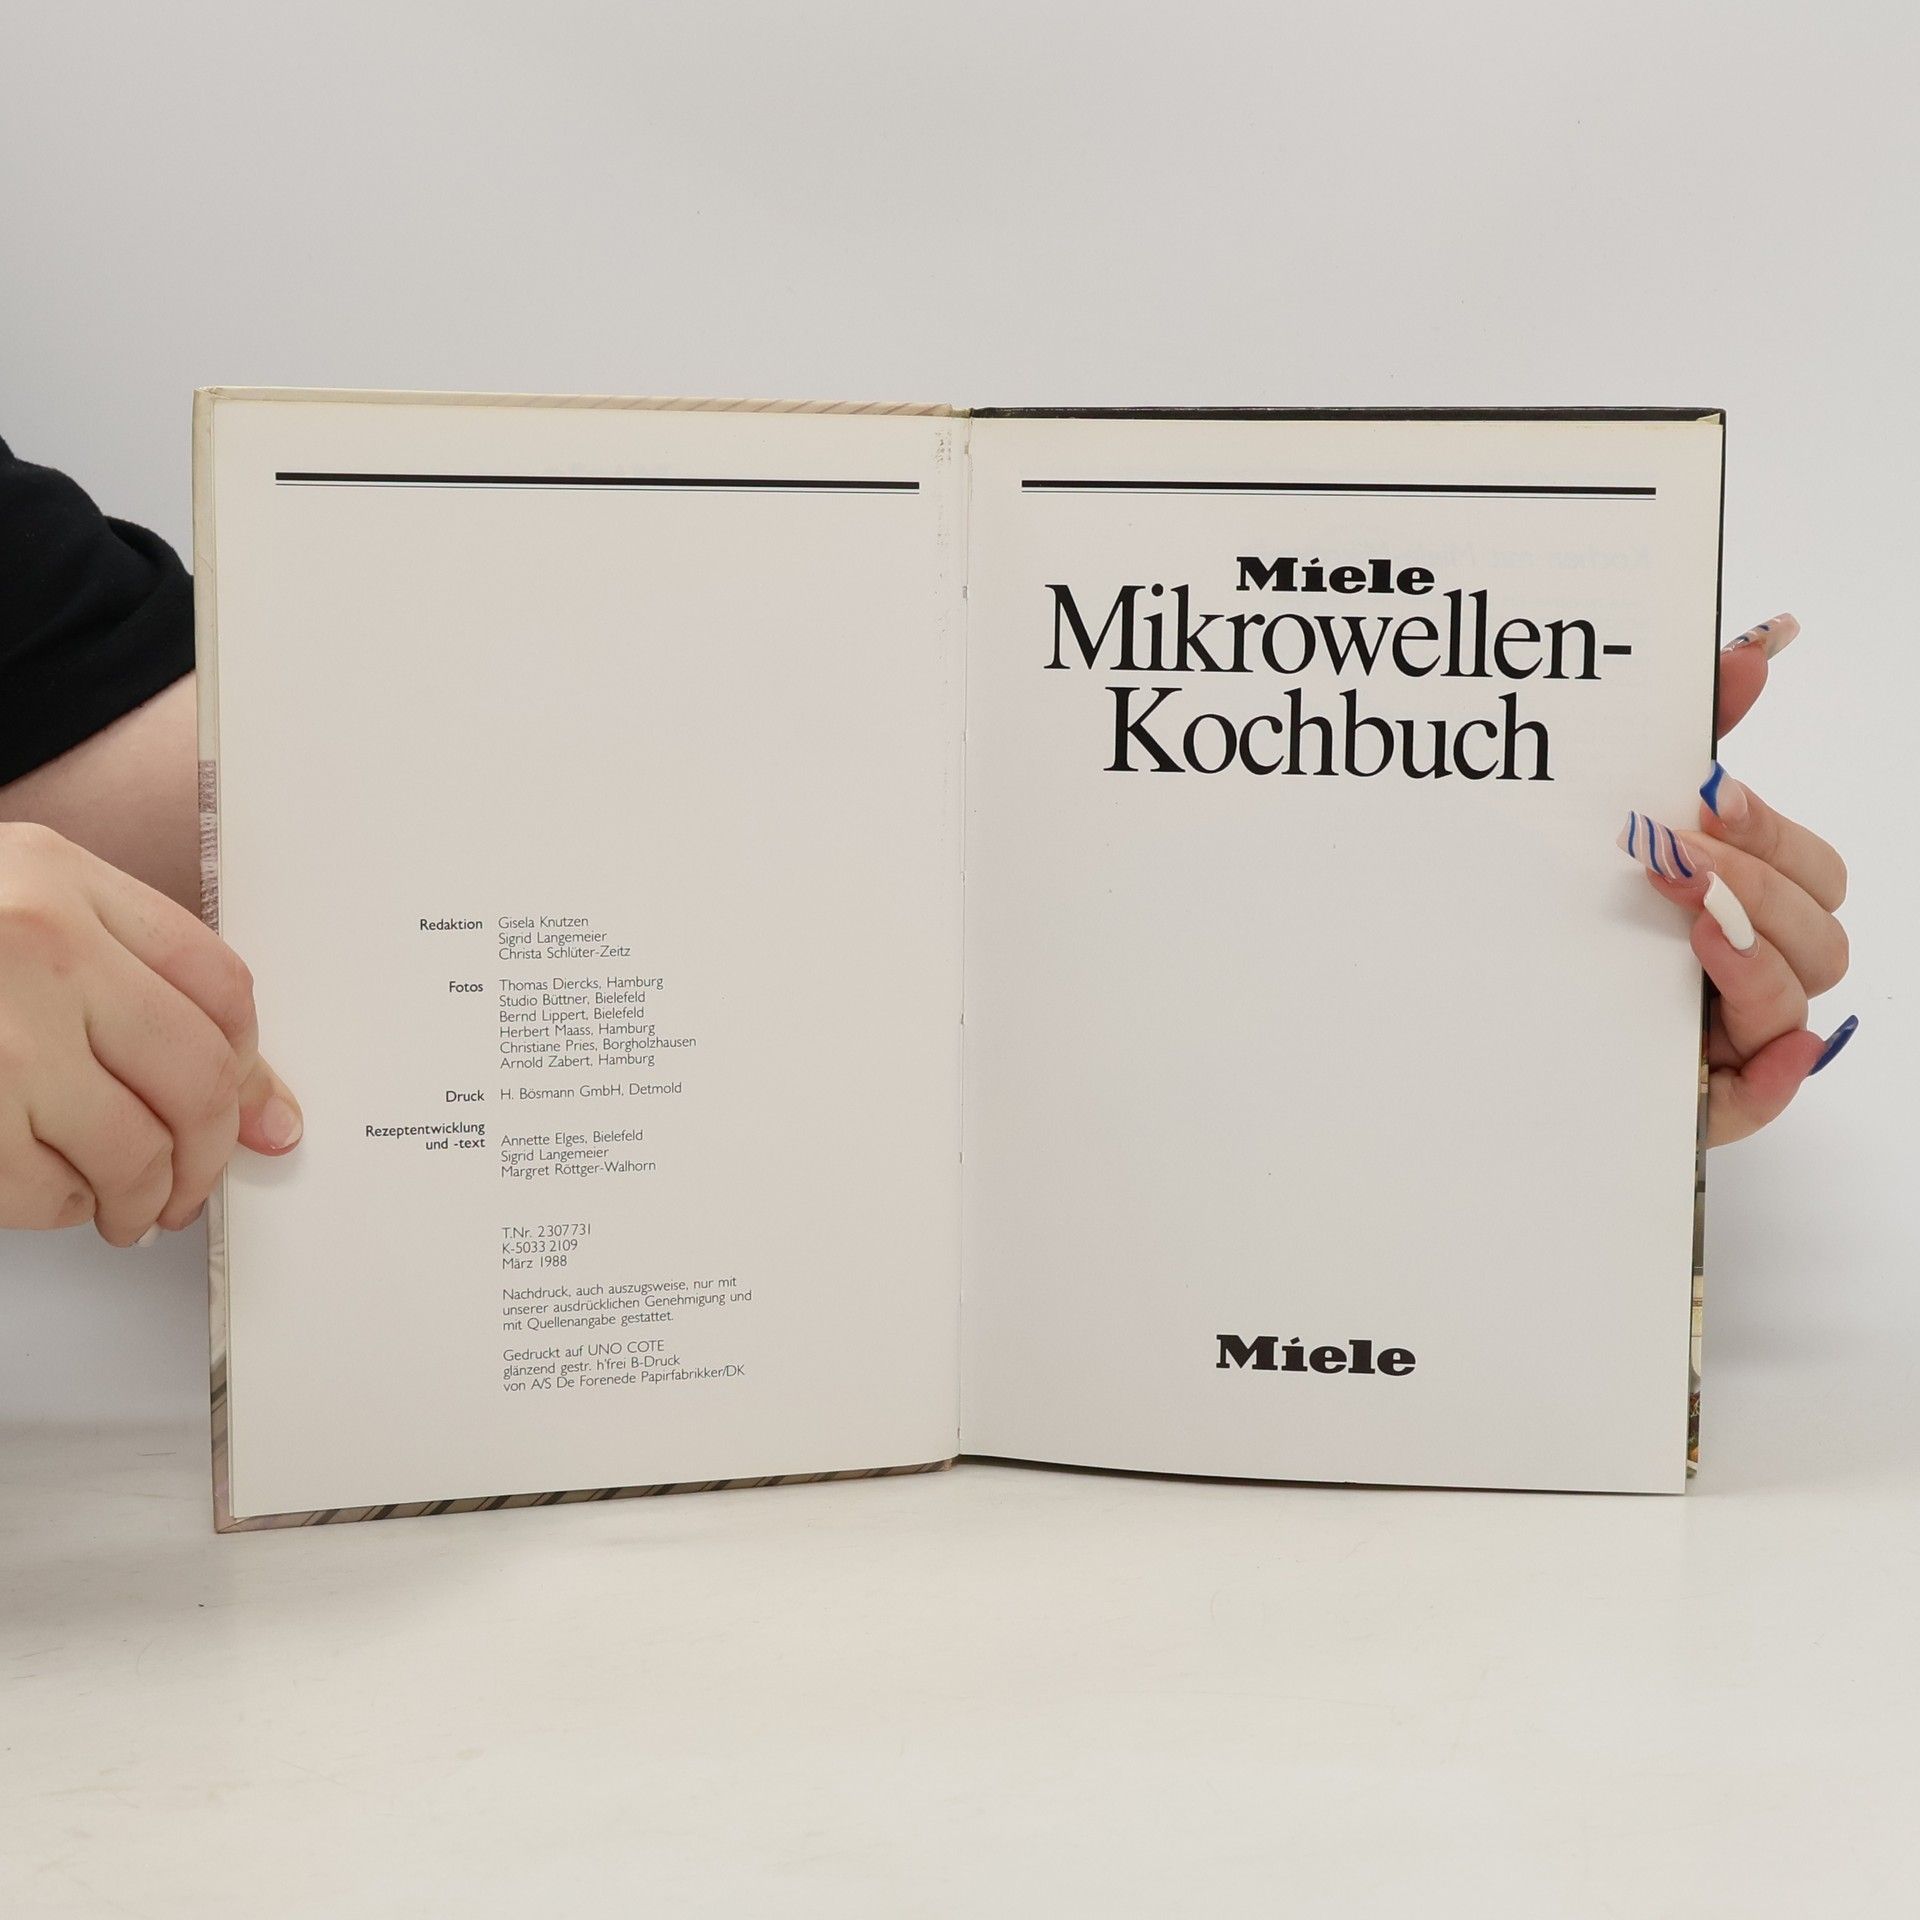 Redaktion Gisela Knutzen
Sigrid Langemeier
Christa Schlüter-Zeitz
Fotos Thomas Diercks, Hamburg
Studio Büttner, Bielefeld
Bernd Lippert, Bielefeld
Herbert Maass, Hamburg
Christiane Pries, Borgholzhausen
Arnold Zabert, Hamburg
Druck H. Bösmann GmbH, Detmold
Rezeptentwicklung
und -text Annette Elges, Bielefeld
Sigrid Langemeier
Margret Röttger-Walhorn
T.Nr. 2307731
K-5033 2109
März 1988
Nachdruck, auch auszugsweise, nur mit
unserer ausdrücklichen Genehmigung und
mit Quellenangabe gestattet.
Gedruckt auf UNO COTE
glänzend gestr. h'frei B-Druck
von A/S De Forenede Papirfabrikker/DK
Miele
Mikrowellen-
Kochbuch
Miele